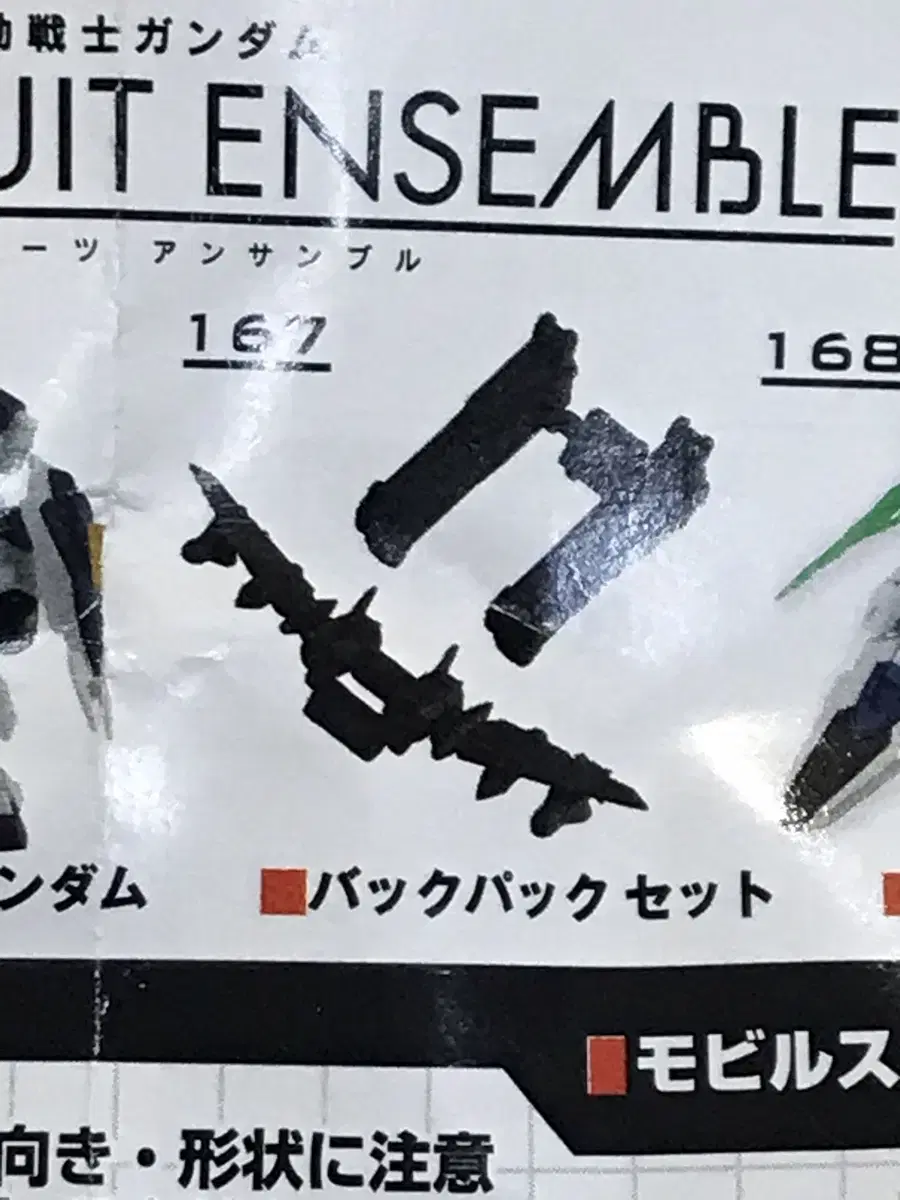 動戦士ガンダム
UIT ENSEMBLE
ーツ アンサンブル
167
168
ンダム
■バックパック セット
■モビルス
向き・形状に注意